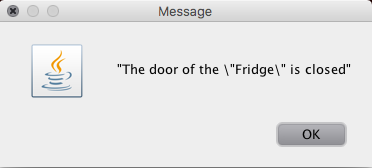 Message
"The door of the \"Fridge\" is closed"
OK